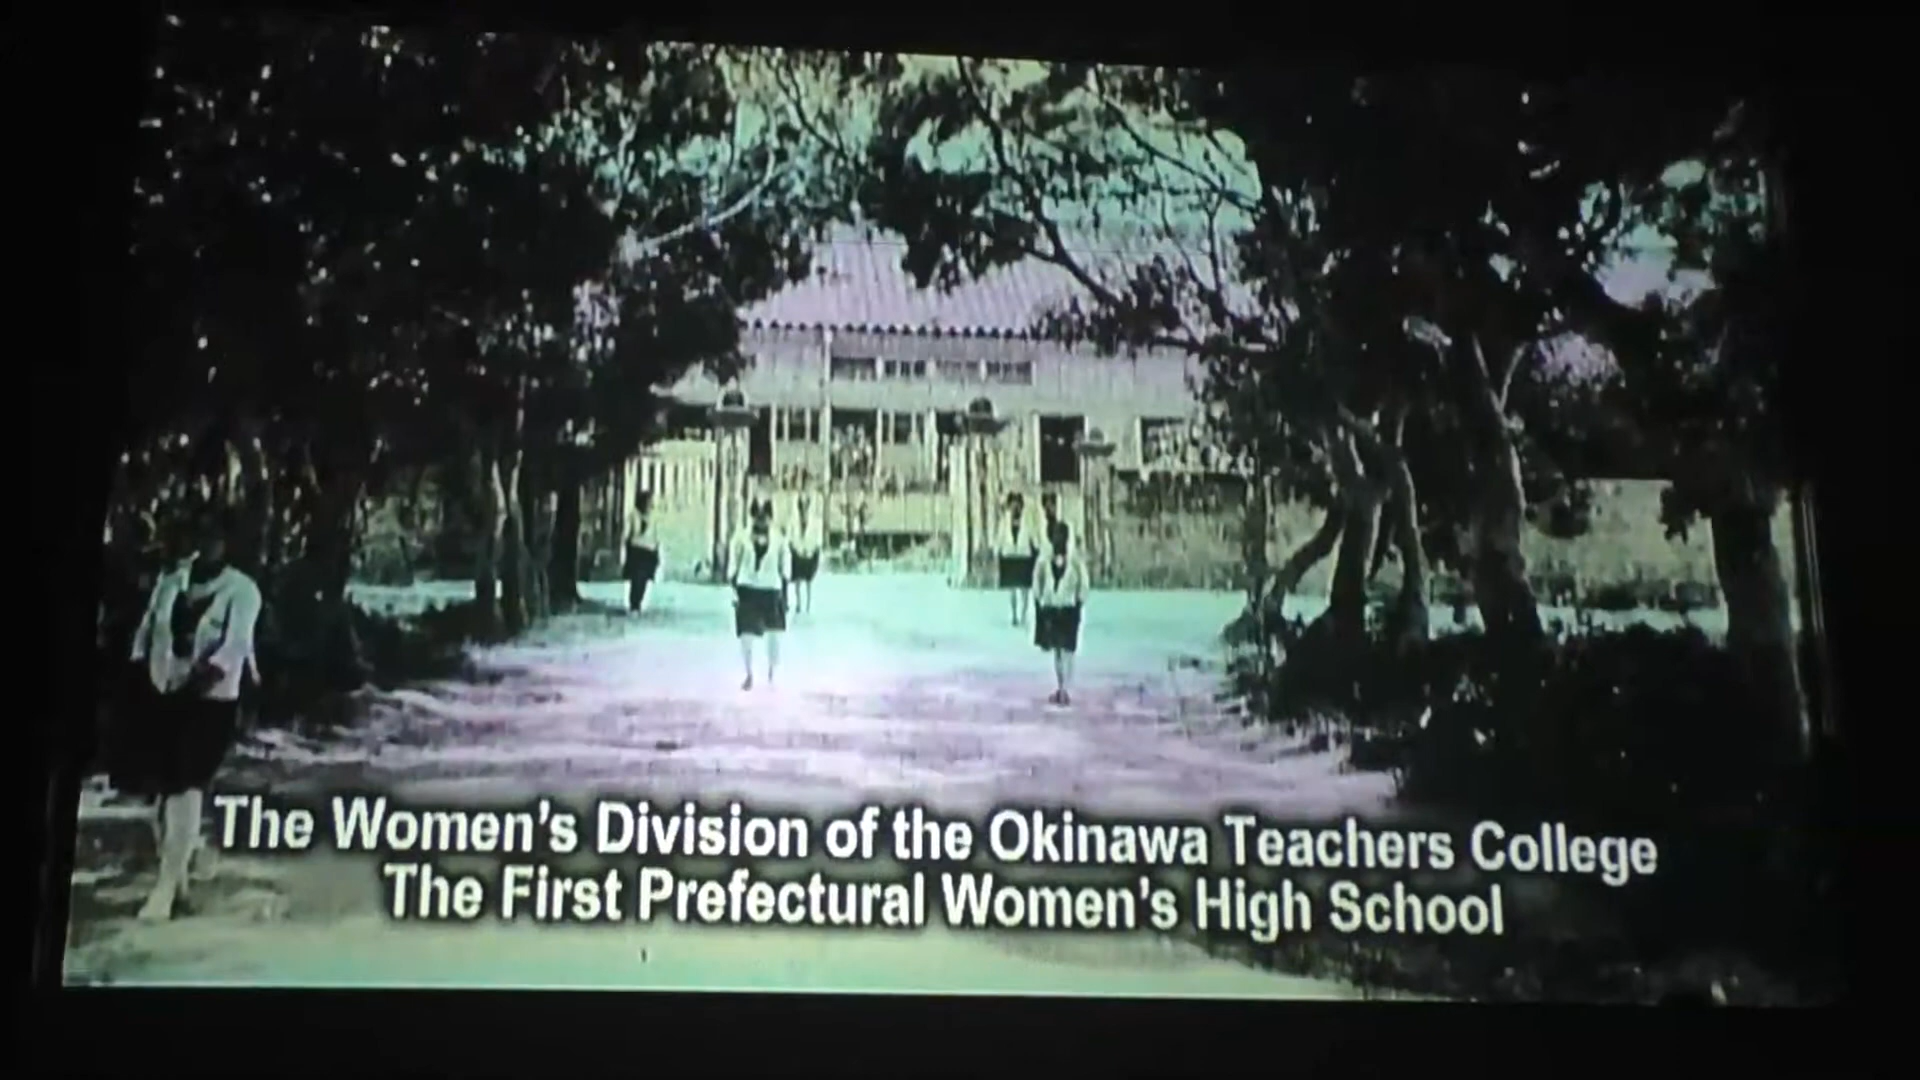 The Women's Division of the Okinawa Teachers College
The First Prefectural Women's High School